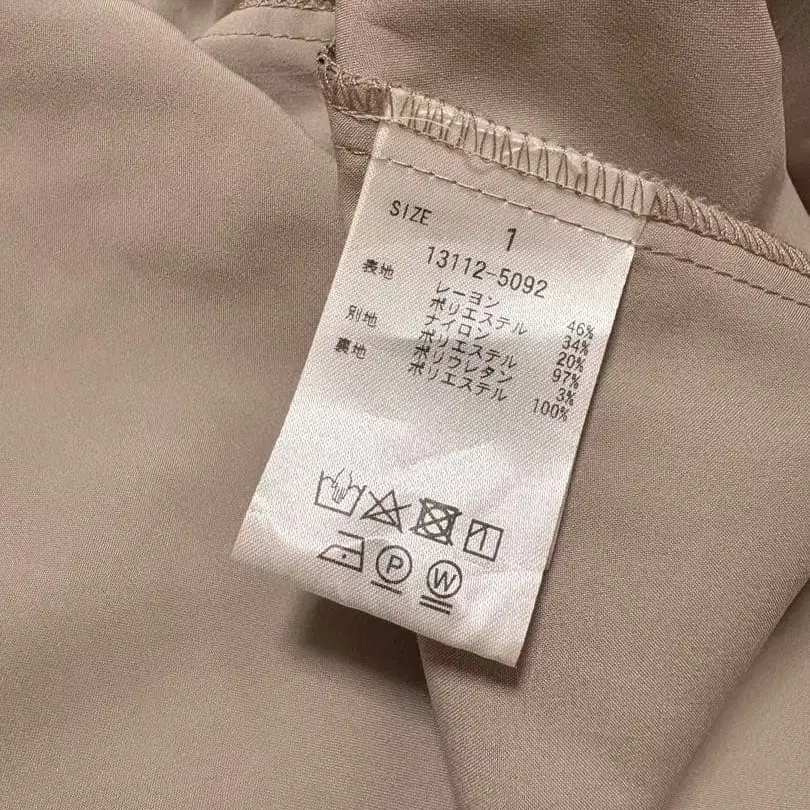 SIZE 1
13112-5092
表地 レーヨン 46%
ポリエステル 34%
ナイロン 20%
別地 ポリエステル 97%
ポリウレタン 3%
裏地 ポリエステル 100%
P W